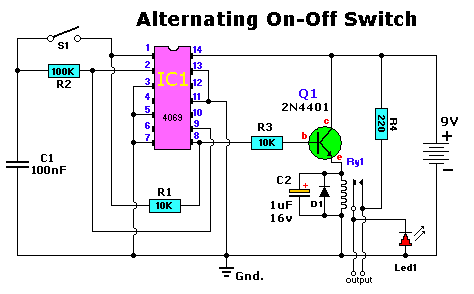 Alternating On-Off Switch
S1
100K
R2
C1
100nF
1
2
3
4
5
6
7
14
13
12
11
10
9
8
IC1
4069
R1
10K
R3
10K
Q1
2N4401
b
c
e
Ry1
C2
+
1uF
16v
D1
R4
220
9V
Led1
output
Gnd.